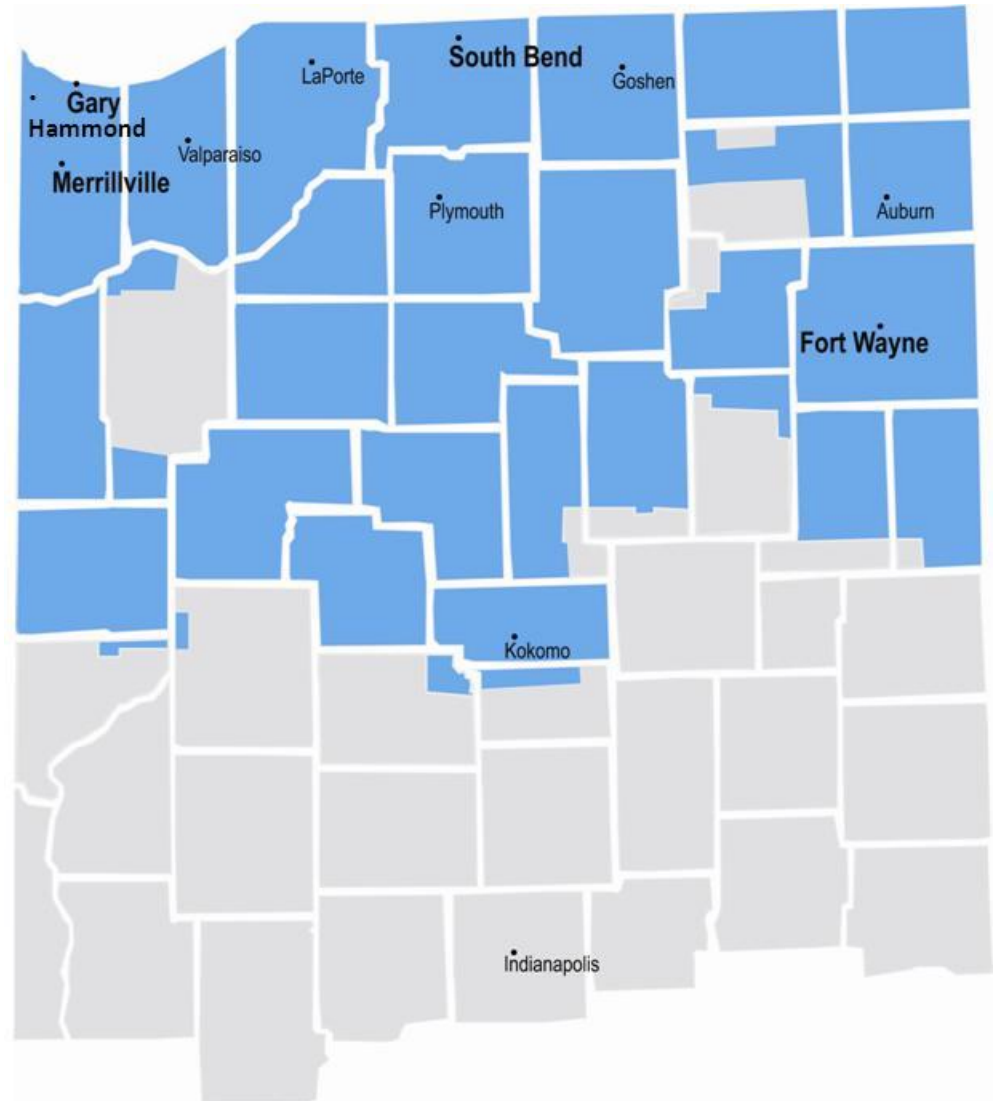 South Bend
LaPorte
Goshen
Gary
Hammond
Valparaiso
Merrillville
Plymouth
Auburn
Fort Wayne
Kokomo
Indianapolis